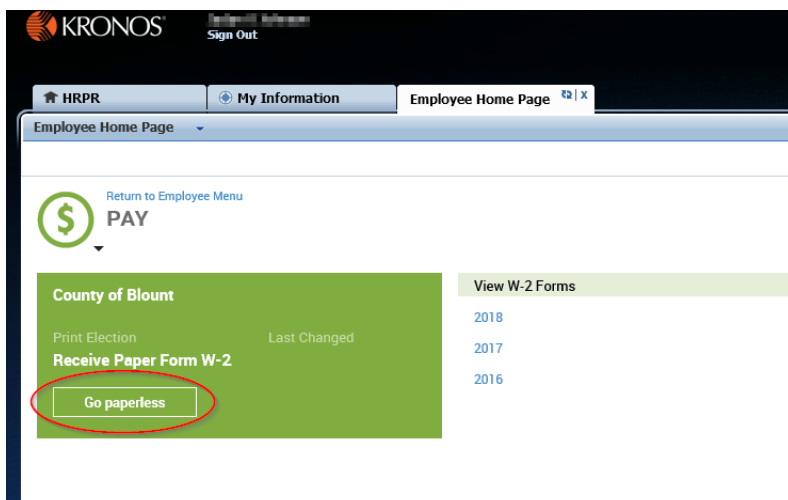 KRONOS
Sign Out
HRPR
My Information
Employee Home Page
x
Employee Home Page
Return to Employee Menu
PAY
$
County of Blount
Print Election
Last Changed
Receive Paper Form W-2
Go paperless
View W-2 Forms
2018
2017
2016